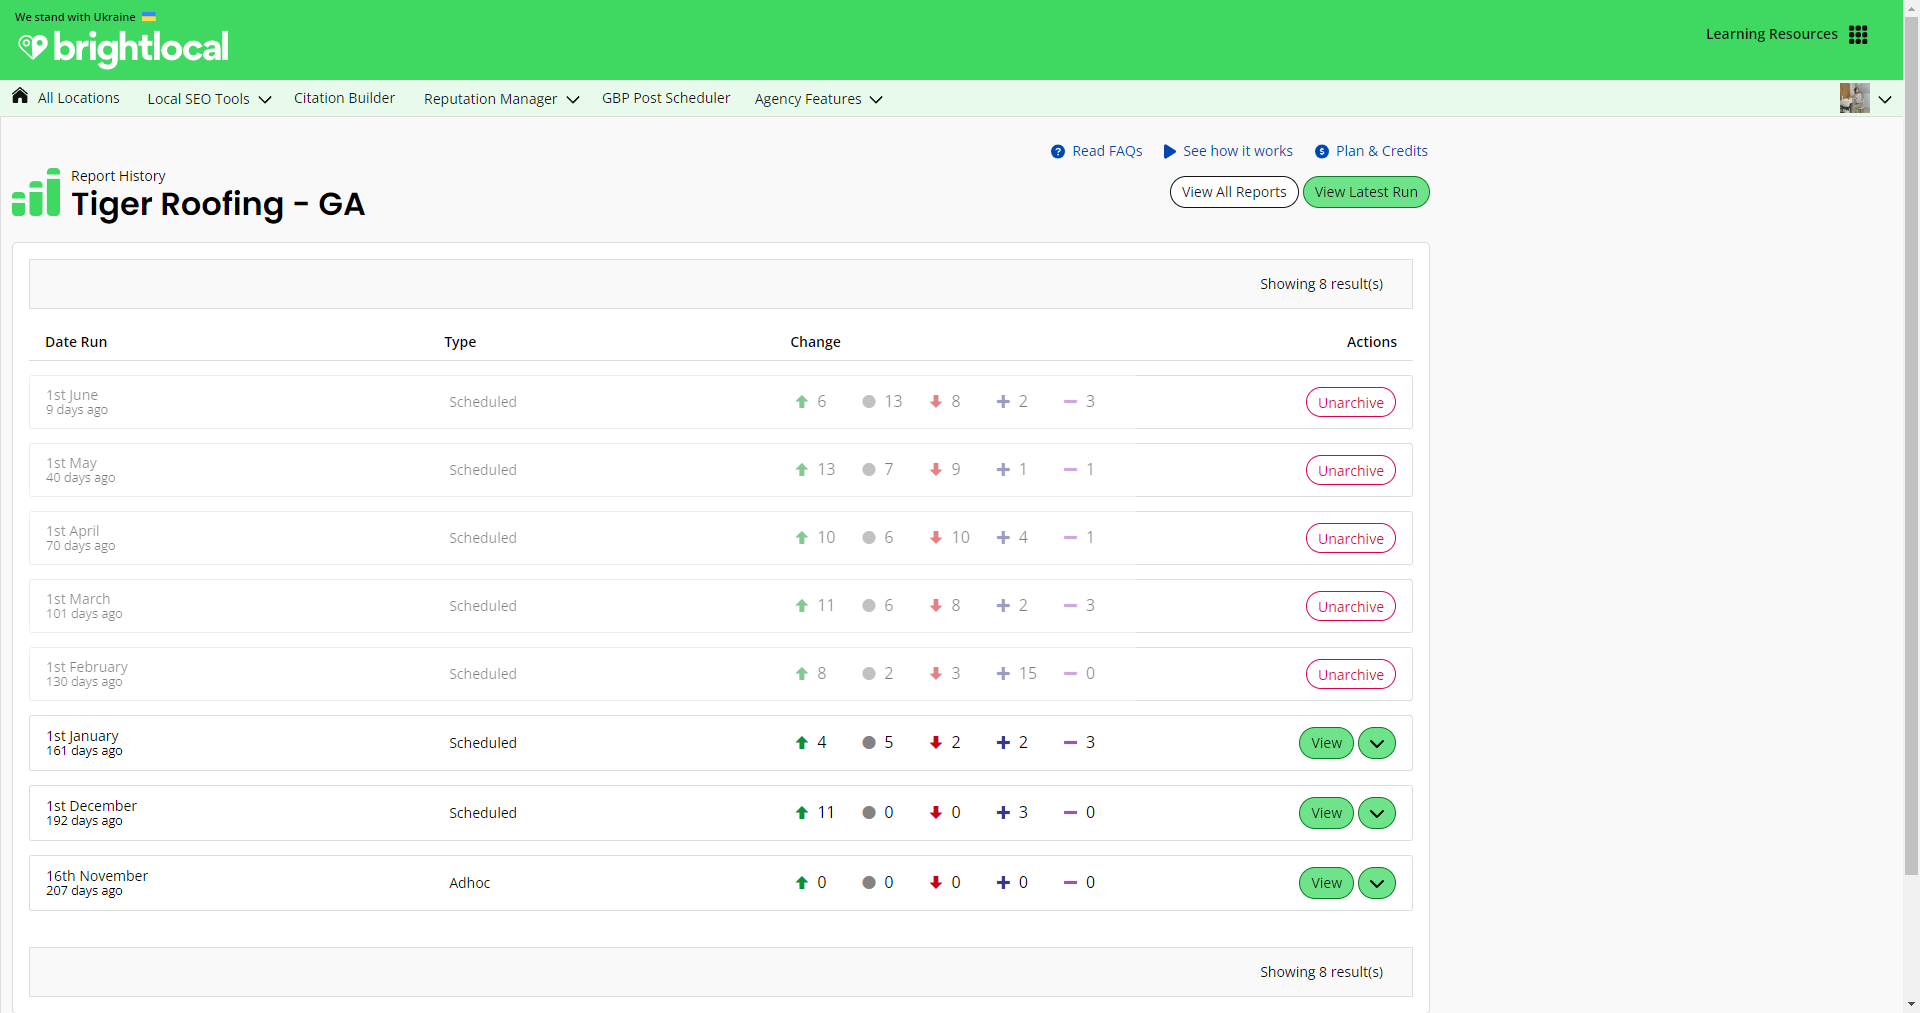 We stand with Ukraine
brightlocal
Learning Resources
All Locations
Local SEO Tools
Citation Builder
Reputation Manager
GBP Post Scheduler
Agency Features
Read FAQs
See how it works
Plan & Credits
Report History
Tiger Roofing - GA
View All Reports
View Latest Run
Showing 8 result(s)
Date Run Type Change Actions
1st June
9 days ago
Scheduled
6 13 8 2 3
Unarchive
1st May
40 days ago
Scheduled
13 7 9 1 1
Unarchive
1st April
70 days ago
Scheduled
10 6 10 4 1
Unarchive
1st March
101 days ago
Scheduled
11 6 8 2 3
Unarchive
1st February
130 days ago
Scheduled
8 2 3 15 0
Unarchive
1st January
161 days ago
Scheduled
4 5 2 2 3
View
1st December
192 days ago
Scheduled
11 0 0 3 0
View
16th November
207 days ago
Adhoc
0 0 0 0 0
View
Showing 8 result(s)